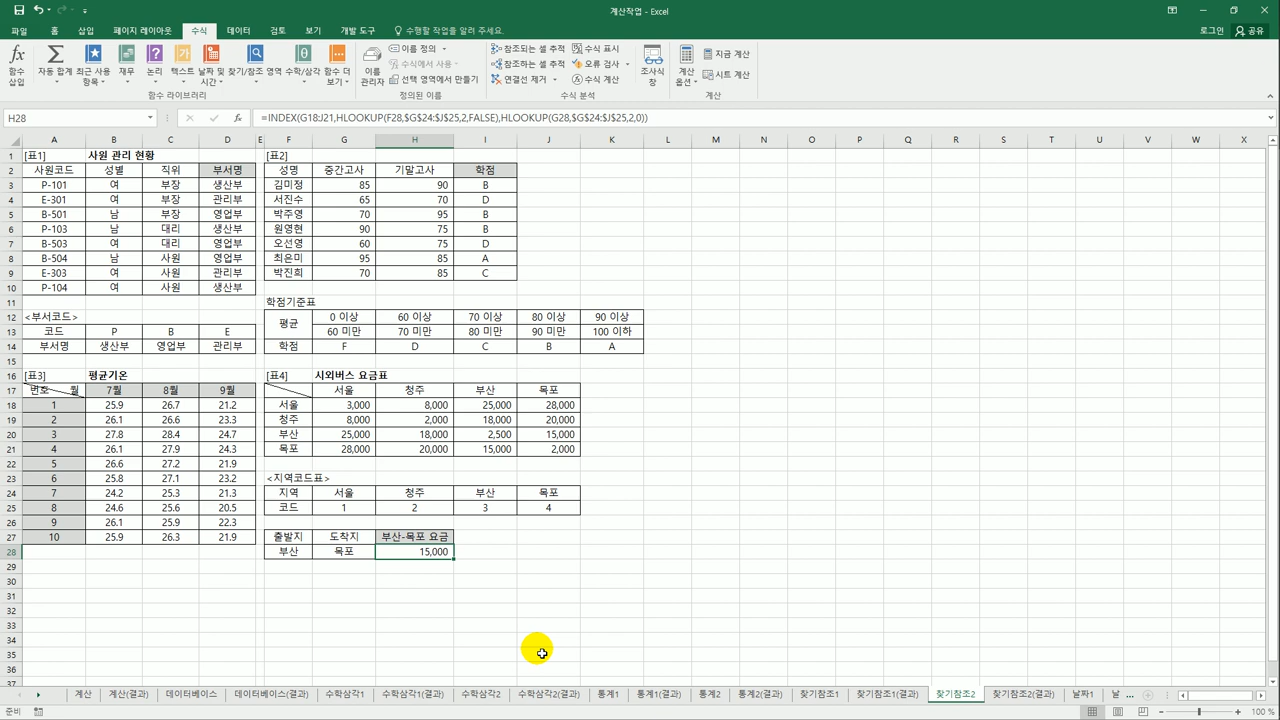 계산작업 - Excel
파일 홈 삽입 페이지 레이아웃 수식 데이터 검토 보기 개발 도구 수행할 작업을 알려 주세요. 로그인 공유
함수 삽입 자동 합계 최근 사용 항목 재무 논리 텍스트 날짜 및 시간 찾기/참조 영역 수학/삼각 함수 더 보기 이름 관리자 이름 정의 수식에서 사용 선택 영역에서 만들기 참조되는 셀 추적 참조하는 셀 추적 연결선 제거 수식 표시 오류 검사 수식 계산 조사식 창 계산 옵션 지금 계산 시트 계산
함수 라이브러리 정의된 이름 수식 분석 계산
H28 fx =INDEX(G18:J21,HLOOKUP(F28,$G$24:$J$25,2,FALSE),HLOOKUP(G28,$G$24:$J$25,2,0))
A B C D E F G H I J K L M N O P Q R S T U V W X
1 [표1] 사원 관리 현황 [표2]
2 사원코드 성별 직위 부서명 성명 중간고사 기말고사 학점
3 P-101 여 부장 생산부 김미정 85 90 B
4 E-301 여 부장 관리부 서진수 65 70 D
5 B-501 남 부장 영업부 박주영 70 95 B
6 P-103 남 대리 생산부 원영현 90 75 B
7 B-503 여 대리 영업부 오선영 60 75 D
8 B-504 남 사원 영업부 최은미 95 85 A
9 E-303 여 사원 관리부 박진희 70 85 C
10 P-104 여 사원 생산부
11 학점기준표
12 <부서코드> 평균 0 이상 60 이상 70 이상 80 이상 90 이상
13 코드 P B E 60 미만 70 미만 80 미만 90 미만 100 이하
14 부서명 생산부 영업부 관리부 학점 F D C B A
15
16 [표3] 평균기온 [표4] 시외버스 요금표
17 번호 월 7월 8월 9월 서울 청주 부산 목포
18 1 25.9 26.7 21.2 서울 3,000 8,000 25,000 28,000
19 2 26.1 26.6 23.3 청주 8,000 2,000 18,000 20,000
20 3 27.8 28.4 24.7 부산 25,000 18,000 2,500 15,000
21 4 26.1 27.9 24.3 목포 28,000 20,000 15,000 2,000
22 5 26.6 27.2 21.9
23 6 25.8 27.1 23.2 <지역코드표>
24 7 24.2 25.3 21.3 지역 서울 청주 부산 목포
25 8 24.6 25.6 20.5 코드 1 2 3 4
26 9 26.1 25.9 22.3
27 10 25.9 26.3 21.9 출발지 도착지 부산-목포 요금
28 부산 목포 15,000
29
30
31
32
33
34
35
36
37
계산 계산(결과) 데이터베이스 데이터베이스(결과) 수학삼각1 수학삼각1(결과) 수학삼각2 수학삼각2(결과) 통계1 통계1(결과) 통계2 통계2(결과) 찾기참조1 찾기참조1(결과) 찾기참조2 찾기참조2(결과) 날짜1 날 ...
준비 100 %